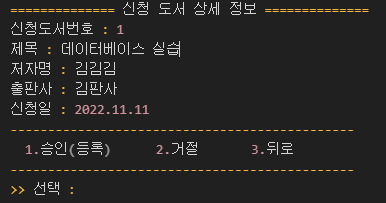 ============== 신청 도서 상세 정보 ==============
신청도서번호 : 1
제목 : 데이터베이스 실습
저자명 : 김김김
출판사 : 김판사
신청일 : 2022.11.11
----------------------------------------------
1.승인(등록) 2.거절 3.뒤로
----------------------------------------------
>> 선택 :